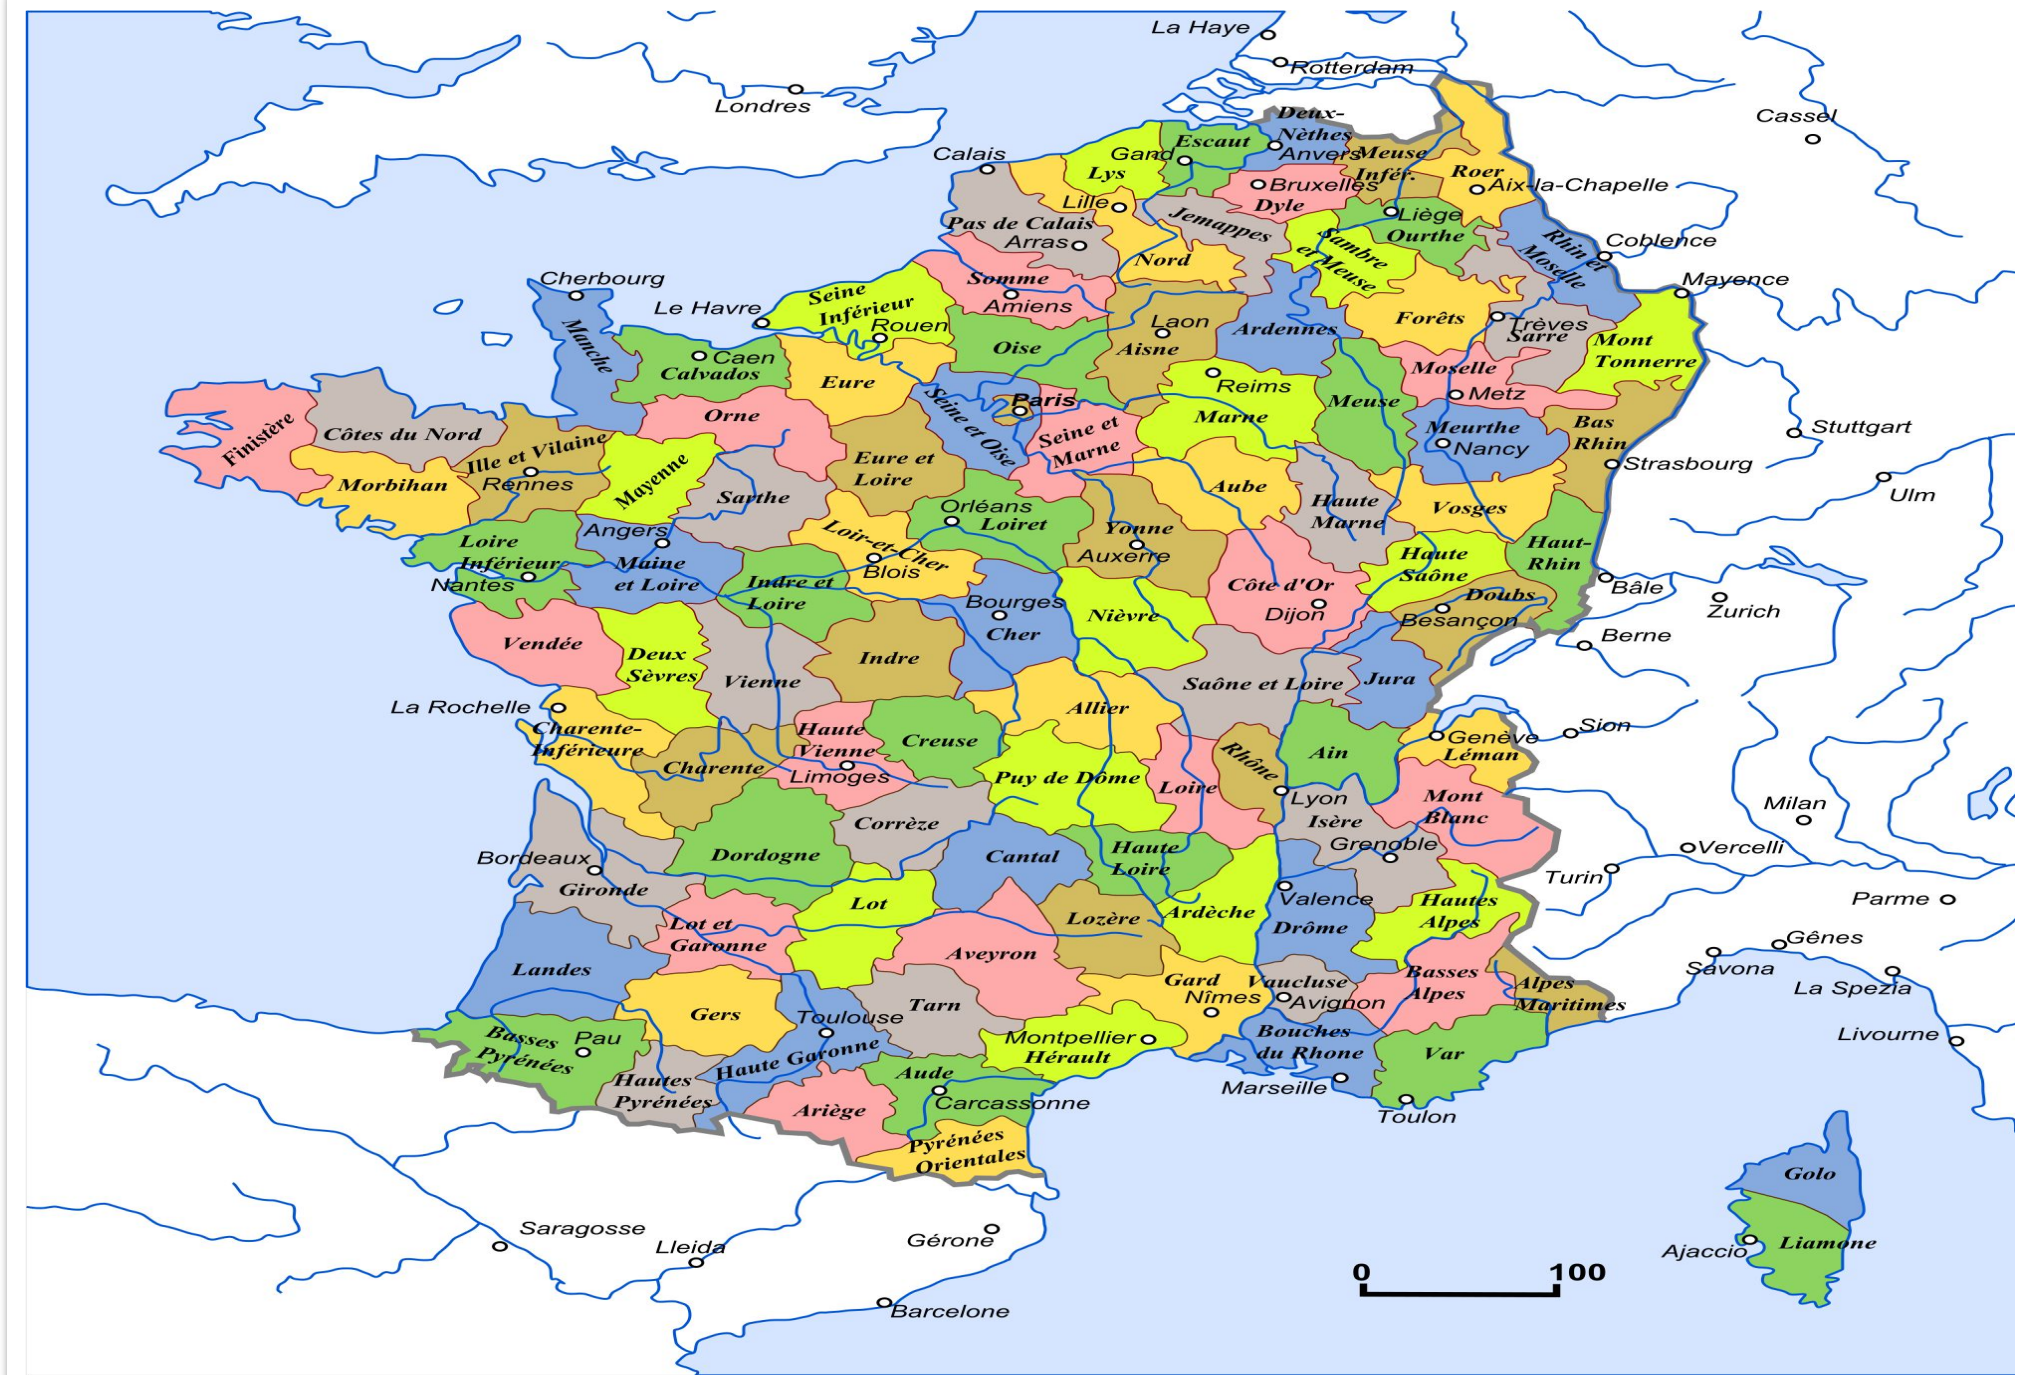 La Haye
Rotterdam
Londres
Cassel
Deux-
Nèthes
Escaut
Anvers
Meuse
Infér.
Calais
Gand
Lys
Roer
Aix-la-Chapelle
Bruxelles
Dyle
Lille
Liège
Ourthe
Pas de Calais
Arras
Jemappes
Sambre
et Meuse
Rhin et
Moselle
Coblence
Nord
Mayence
Cherbourg
Somme
Amiens
Le Havre
Seine
Inférieur
Rouen
Manche
Laon
Aisne
Ardennes
Forêts
Trèves
Sarre
Mont
Tonnerre
Caen
Calvados
Oise
Eure
Reims
Moselle
Metz
Paris
Seine et Oise
Seine et
Marne
Marne
Meuse
Orne
Finistère
Côtes du Nord
Ille et Vilaine
Rennes
Mayenne
Meurthe
Nancy
Bas
Rhin
Strasbourg
Stuttgart
Ulm
Eure et
Loire
Morbihan
Sarthe
Aube
Haute
Marne
Vosges
Orléans
Loiret
Yonne
Auxerre
Angers
Maine
et Loire
Loir-et-Cher
Blois
Loire
Inférieur
Nantes
Haute
Saône
Haut-
Rhin
Côte d'Or
Dijon
Doubs
Besançon
Bâle
Zurich
Berne
Indre et
Loire
Bourges
Cher
Nièvre
Vendée
Deux
Sèvres
Vienne
Indre
Saône et Loire
Jura
La Rochelle
Allier
Charente-
Inférieure
Haute
Vienne
Limoges
Creuse
Charente
Puy de Dôme
Loire
Rhône
Ain
Genève
Léman
Sion
Lyon
Isère
Grenoble
Mont
Blanc
Milan
Vercelli
Turin
Parme
Corrèze
Dordogne
Cantal
Haute
Loire
Bordeaux
Gironde
Valence
Drôme
Hautes
Alpes
Lot
Lozère
Ardèche
Lot et
Garonne
Aveyron
Gênes
Savona
La Spezia
Livourne
Landes
Gard
Nîmes
Vaucluse
Avignon
Basses
Alpes
Alpes
Maritimes
Gers
Toulouse
Tarn
Basses
Pyrénées
Pau
Montpellier
Hérault
Bouches
du Rhone
Marseille
Var
Toulon
Haute Garonne
Hautes
Pyrénées
Aude
Carcassonne
Ariège
Pyrénées
Orientales
Golo
Liamone
Ajaccio
Saragosse
Lleida
Gérone
Barcelone
0 100